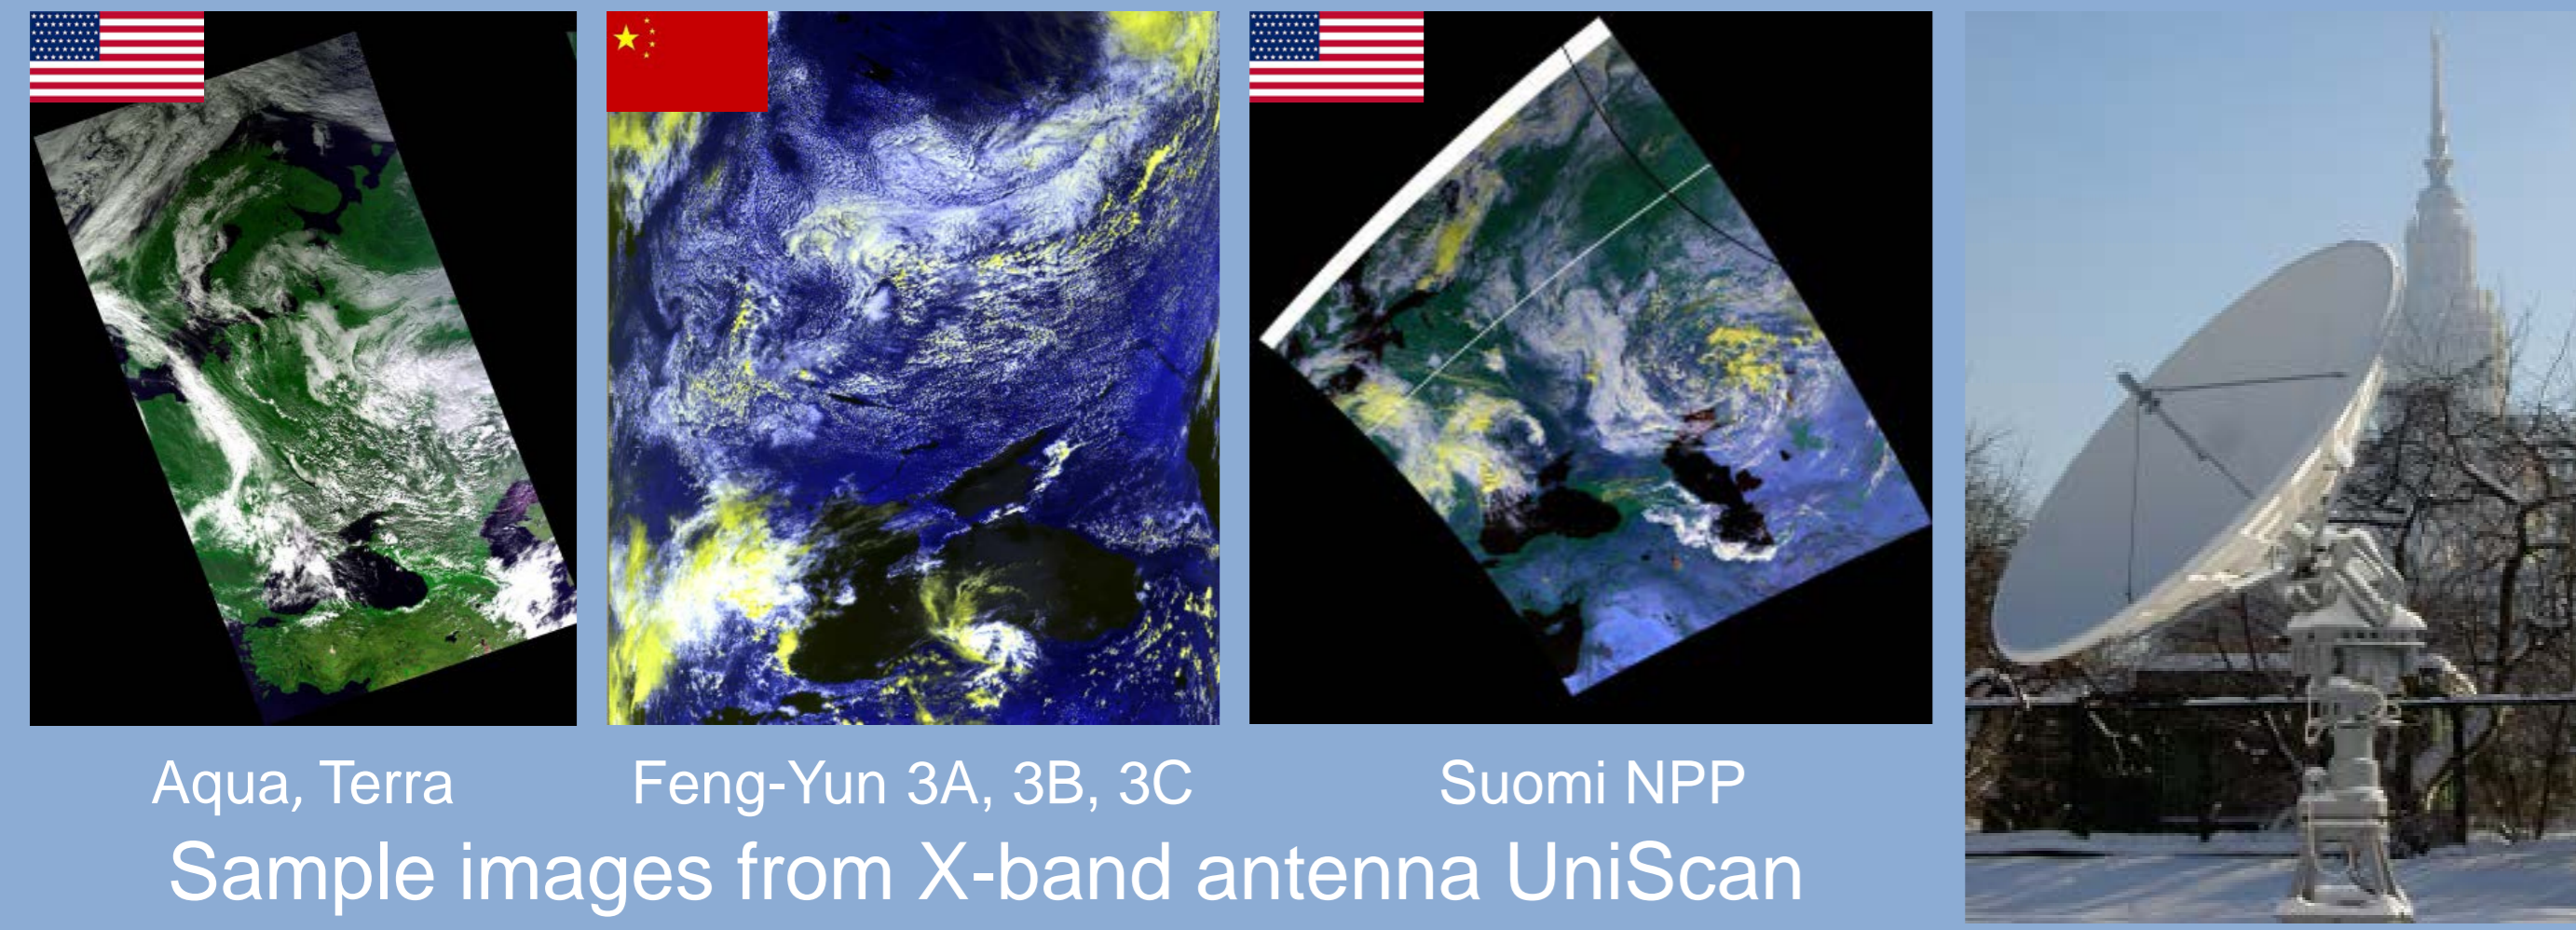 Aqua, Terra
Feng-Yun 3A, 3B, 3C
Suomi NPP
Sample images from X-band antenna UniScan